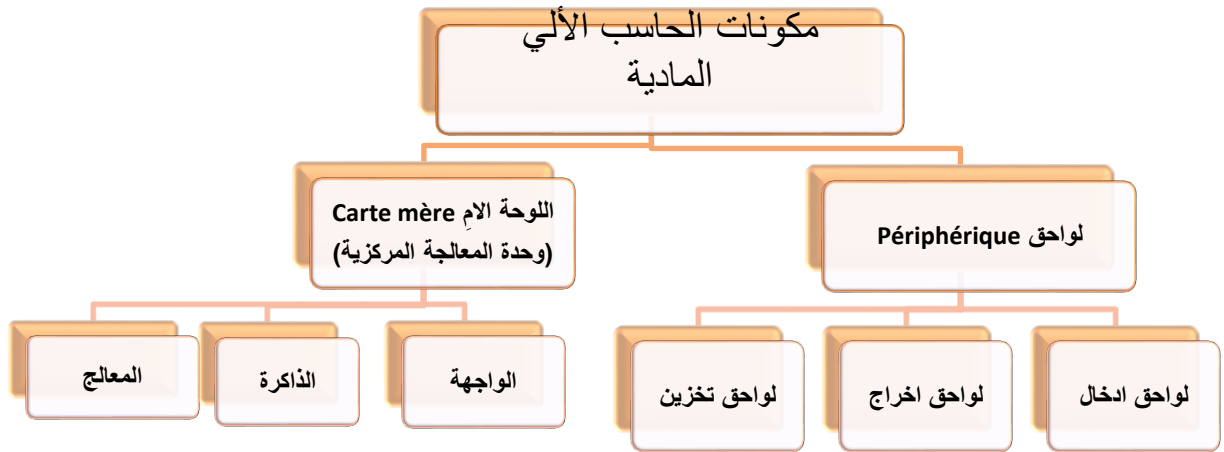 مكونات الحاسب الألي
المادية
لواحق Périphérique
اللوحة الامِ Carte mère
(وحدة المعالجة المركزية)
لواحق ادخال
لواحق اخراج
لواحق تخزين
الواجهة
الذاكرة
المعالج